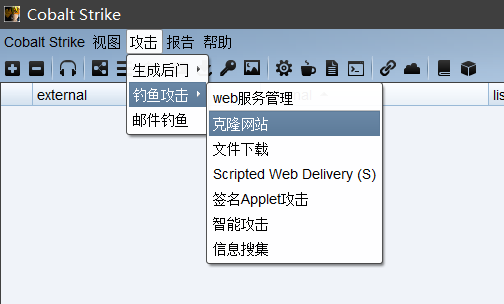 Cobalt Strike
Cobalt Strike 视图 攻击 报告 帮助
生成后门
钓鱼攻击
邮件钓鱼
external
lis
web服务管理
克隆网站
文件下载
Scripted Web Delivery (S)
签名Applet攻击
智能攻击
信息搜集